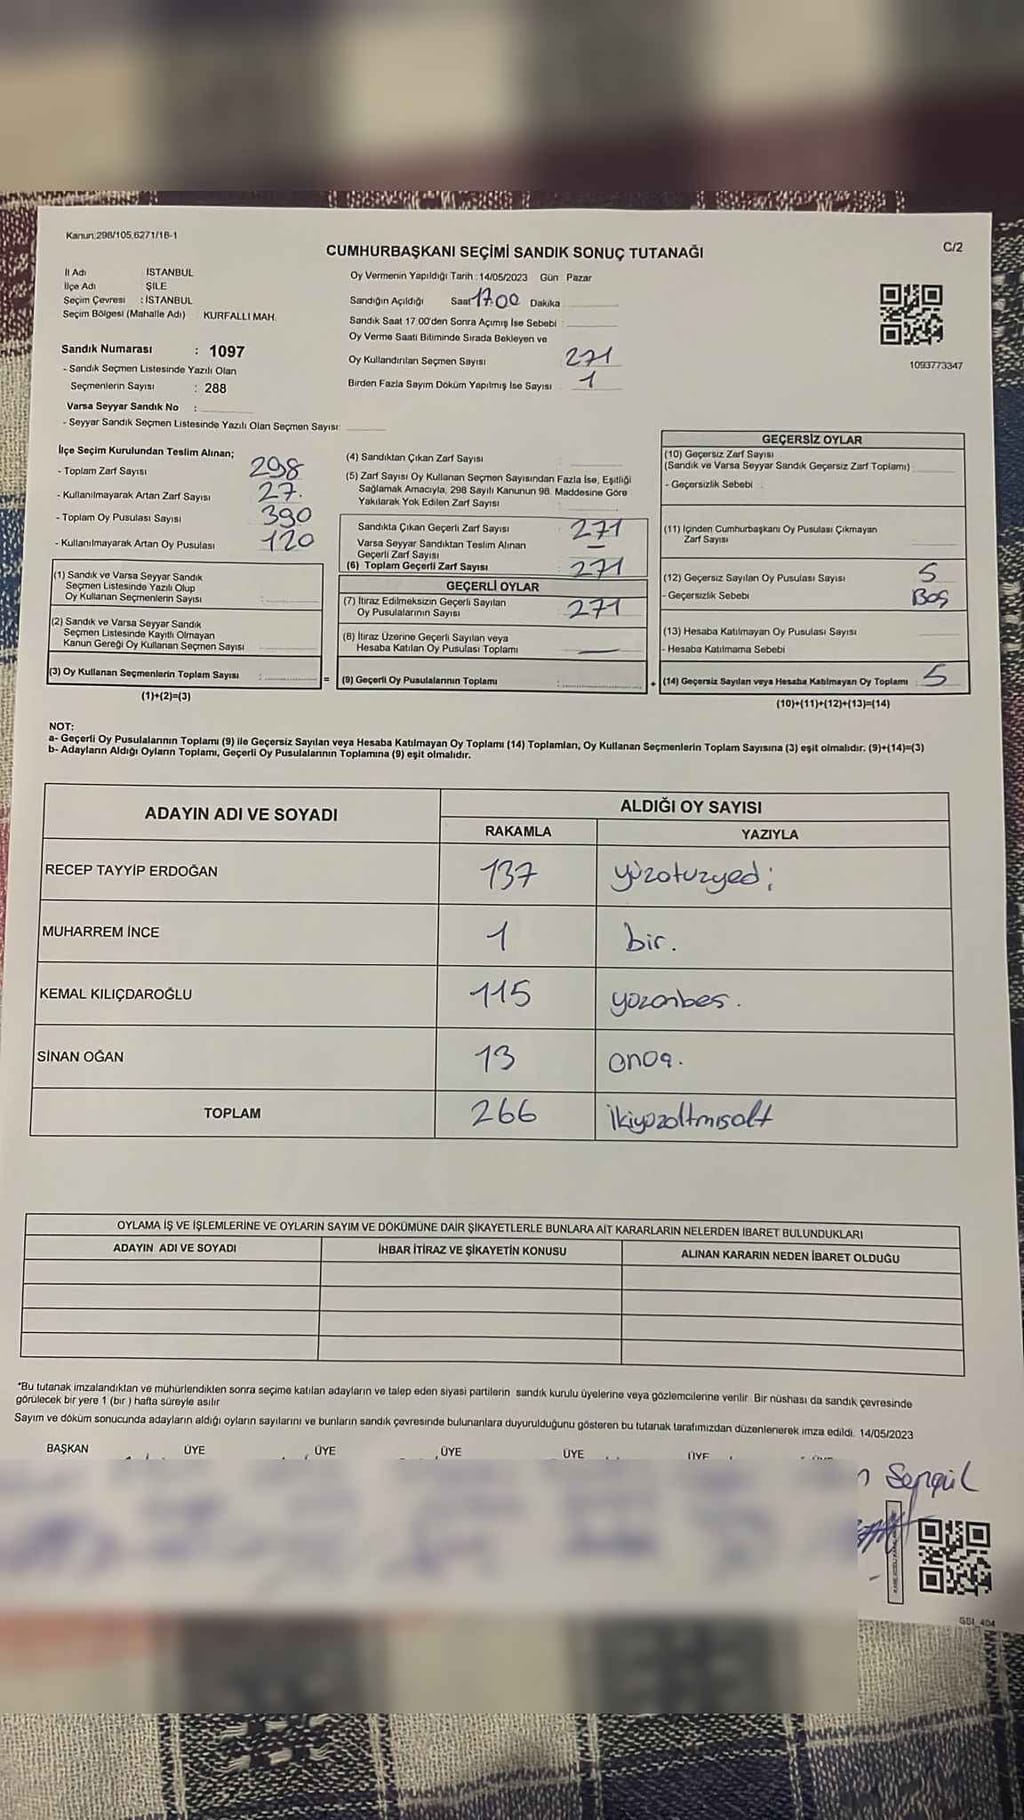 Kanun:298/105,6271/16-1
CUMHURBAŞKANI SEÇİMİ SANDIK SONUÇ TUTANAĞI
C/2
İl Adı İSTANBUL
İlçe Adı ŞİLE
Seçim Çevresi : İSTANBUL
Seçim Bölgesi (Mahalle Adı) KURFALLI MAH.
Oy Vermenin Yapıldığı Tarih : 14/05/2023 Gün Pazar
Sandığın Açıldığı Saat 17.00 Dakika
Sandık Saat 17:00'den Sonra Açımış İse Sebebi :
Oy Verme Saati Bitiminde Sırada Bekleyen ve
Oy Kullandırılan Seçmen Sayısı 271
Birden Fazla Sayım Döküm Yapılmış İse Sayısı 1
1093773347
Sandık Numarası : 1097
- Sandık Seçmen Listesinde Yazılı Olan
Seçmenlerin Sayısı : 288
Varsa Seyyar Sandık No :
- Seyyar Sandık Seçmen Listesinde Yazılı Olan Seçmen Sayısı:
İlçe Seçim Kurulundan Teslim Alınan;
- Toplam Zarf Sayısı 298
- Kullanılmayarak Artan Zarf Sayısı 27.
- Toplam Oy Pusulası Sayısı 390
- Kullanılmayarak Artan Oy Pusulası 120
(1) Sandık ve Varsa Seyyar Sandık
Seçmen Listesinde Yazılı Olup
Oy Kullanan Seçmenlerin Sayısı :
(2) Sandık ve Varsa Seyyar Sandık
Seçmen Listesinde Kayıtlı Olmayan
Kanun Gereği Oy Kullanan Seçmen Sayısı
(3) Oy Kullanan Seçmenlerin Toplam Sayısı :
(1)+(2)=(3)
=
(4) Sandıktan Çıkan Zarf Sayısı
(5) Zarf Sayısı Oy Kullanan Seçmen Sayısından Fazla İse, Eşitliği
Sağlamak Amacıyla, 298 Sayılı Kanunun 98. Maddesine Göre
Yakılarak Yok Edilen Zarf Sayısı
Sandıkta Çıkan Geçerli Zarf Sayısı 271
Varsa Seyyar Sandıktan Teslim Alınan
Geçerli Zarf Sayısı —
(6) Toplam Geçerli Zarf Sayısı 271
GEÇERLİ OYLAR
(7) İtiraz Edilmeksizin Geçerli Sayılan
Oy Pusulalarının Sayısı 271
(8) İtiraz Üzerine Geçerli Sayılan veya
Hesaba Katılan Oy Pusulası Toplamı —
(9) Geçerli Oy Pusulalarının Toplamı :
+
GEÇERSİZ OYLAR
(10) Geçersiz Zarf Sayısı
(Sandık ve Varsa Seyyar Sandık Geçersiz Zarf Toplamı)
- Geçersizlik Sebebi :
(11) İçinden Cumhurbaşkanı Oy Pusulası Çıkmayan
Zarf Sayısı
(12) Geçersiz Sayılan Oy Pusulası Sayısı 5
- Geçersizlik Sebebi Boş
(13) Hesaba Katılmayan Oy Pusulası Sayısı
- Hesaba Katılmama Sebebi
(14) Geçersiz Sayılan veya Hesaba Katılmayan Oy Toplamı : 5
(10)+(11)+(12)+(13)=(14)
NOT:
a- Geçerli Oy Pusulalarının Toplamı (9) ile Geçersiz Sayılan veya Hesaba Katılmayan Oy Toplamı (14) Toplamları, Oy Kullanan Seçmenlerin Toplam Sayısına (3) eşit olmalıdır. (9)+(14)=(3)
b- Adayların Aldığı Oyların Toplamı, Geçerli Oy Pusulalarının Toplamına (9) eşit olmalıdır.
ADAYIN ADI VE SOYADI
ALDIĞI OY SAYISI
RAKAMLA YAZIYLA
RECEP TAYYİP ERDOĞAN 137 yüzotuzyedi
MUHARREM İNCE 1 bir.
KEMAL KILIÇDAROĞLU 115 yüzonbeş.
SİNAN OĞAN 13 onüç.
TOPLAM 266 ikiyüzaltmışaltı
OYLAMA İŞ VE İŞLEMLERİNE VE OYLARIN SAYIM VE DÖKÜMÜNE DAİR ŞİKAYETLERLE BUNLARA AİT KARARLARIN NELERDEN İBARET BULUNDUKLARI
ADAYIN ADI VE SOYADI İHBAR İTİRAZ VE ŞİKAYETİN KONUSU ALINAN KARARIN NEDEN İBARET OLDUĞU
*Bu tutanak imzalandıktan ve mühürlendikten sonra seçime katılan adayların ve talep eden siyasi partilerin sandık kurulu üyelerine veya gözlemcilerine verilir. Bir nüshası da sandık çevresinde
görülecek bir yere 1 (bir) hafta süreyle asılır
Sayım ve döküm sonucunda adayların aldığı oyların sayılarını ve bunların sandık çevresinde bulunanlara duyurulduğunu gösteren bu tutanak tarafımızdan düzenlenerek imza edildi. 14/05/2023
BAŞKAN ÜYE ÜYE ÜYE ÜYE ÜYE
GSI_404